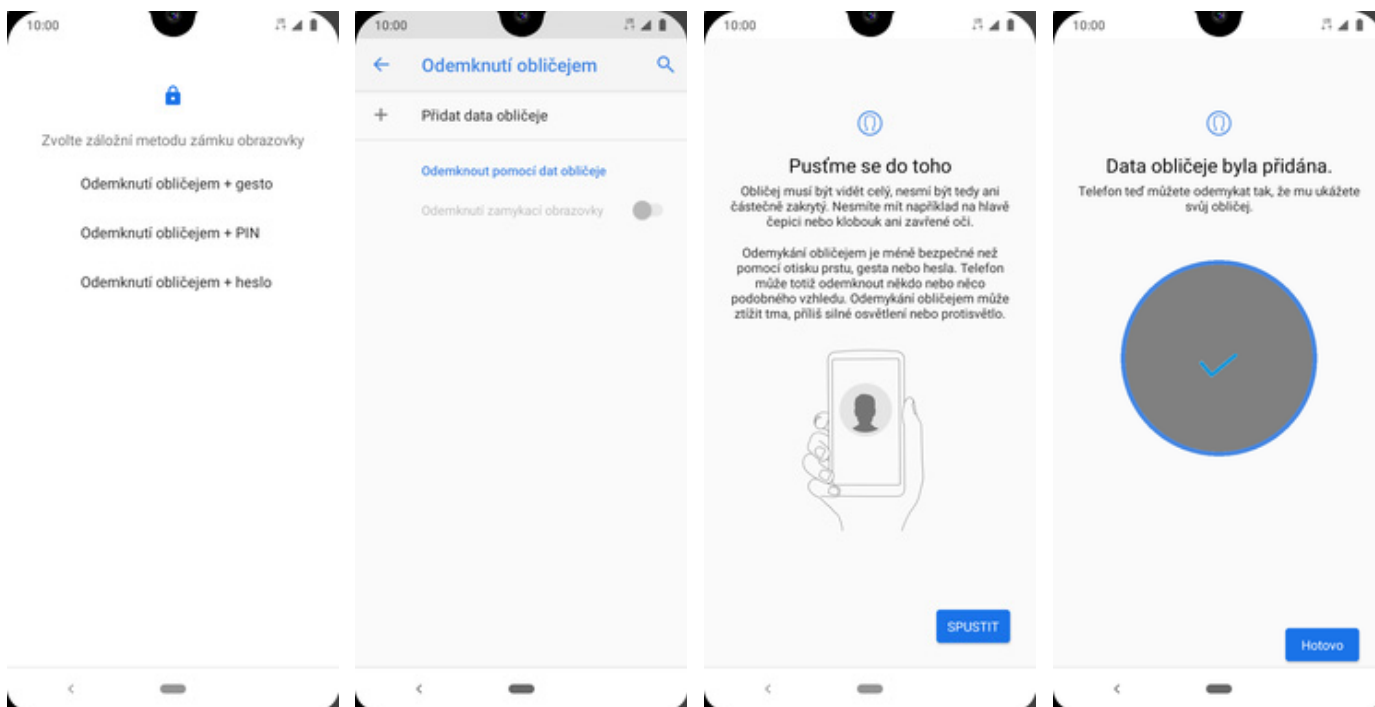 10:00
Zvolte záložní metodu zámku obrazovky
Odemknutí obličejem + gesto
Odemknutí obličejem + PIN
Odemknutí obličejem + heslo
10:00
Odemknutí obličejem
Přidat data obličeje
Odemknout pomocí dat obličeje
Odemknutí zamykací obrazovky
10:00
Pusťme se do toho
Obličej musí být vidět celý, nesmí být tedy ani
částečně zakrytý. Nesmíte mít například na hlavě
čepici nebo klobouk ani zavřené oči.
Odemykání obličejem je méně bezpečné než
pomocí otisku prstu, gesta nebo hesla. Telefon
může totiž odemknout někdo nebo něco
podobného vzhledu. Odemykání obličejem může
ztížit tma, příliš silné osvětlení nebo protisvětlo.
SPUSTIT
10:00
Data obličeje byla přidána.
Telefon teď můžete odemykat tak, že mu ukážete
svůj obličej.
Hotovo